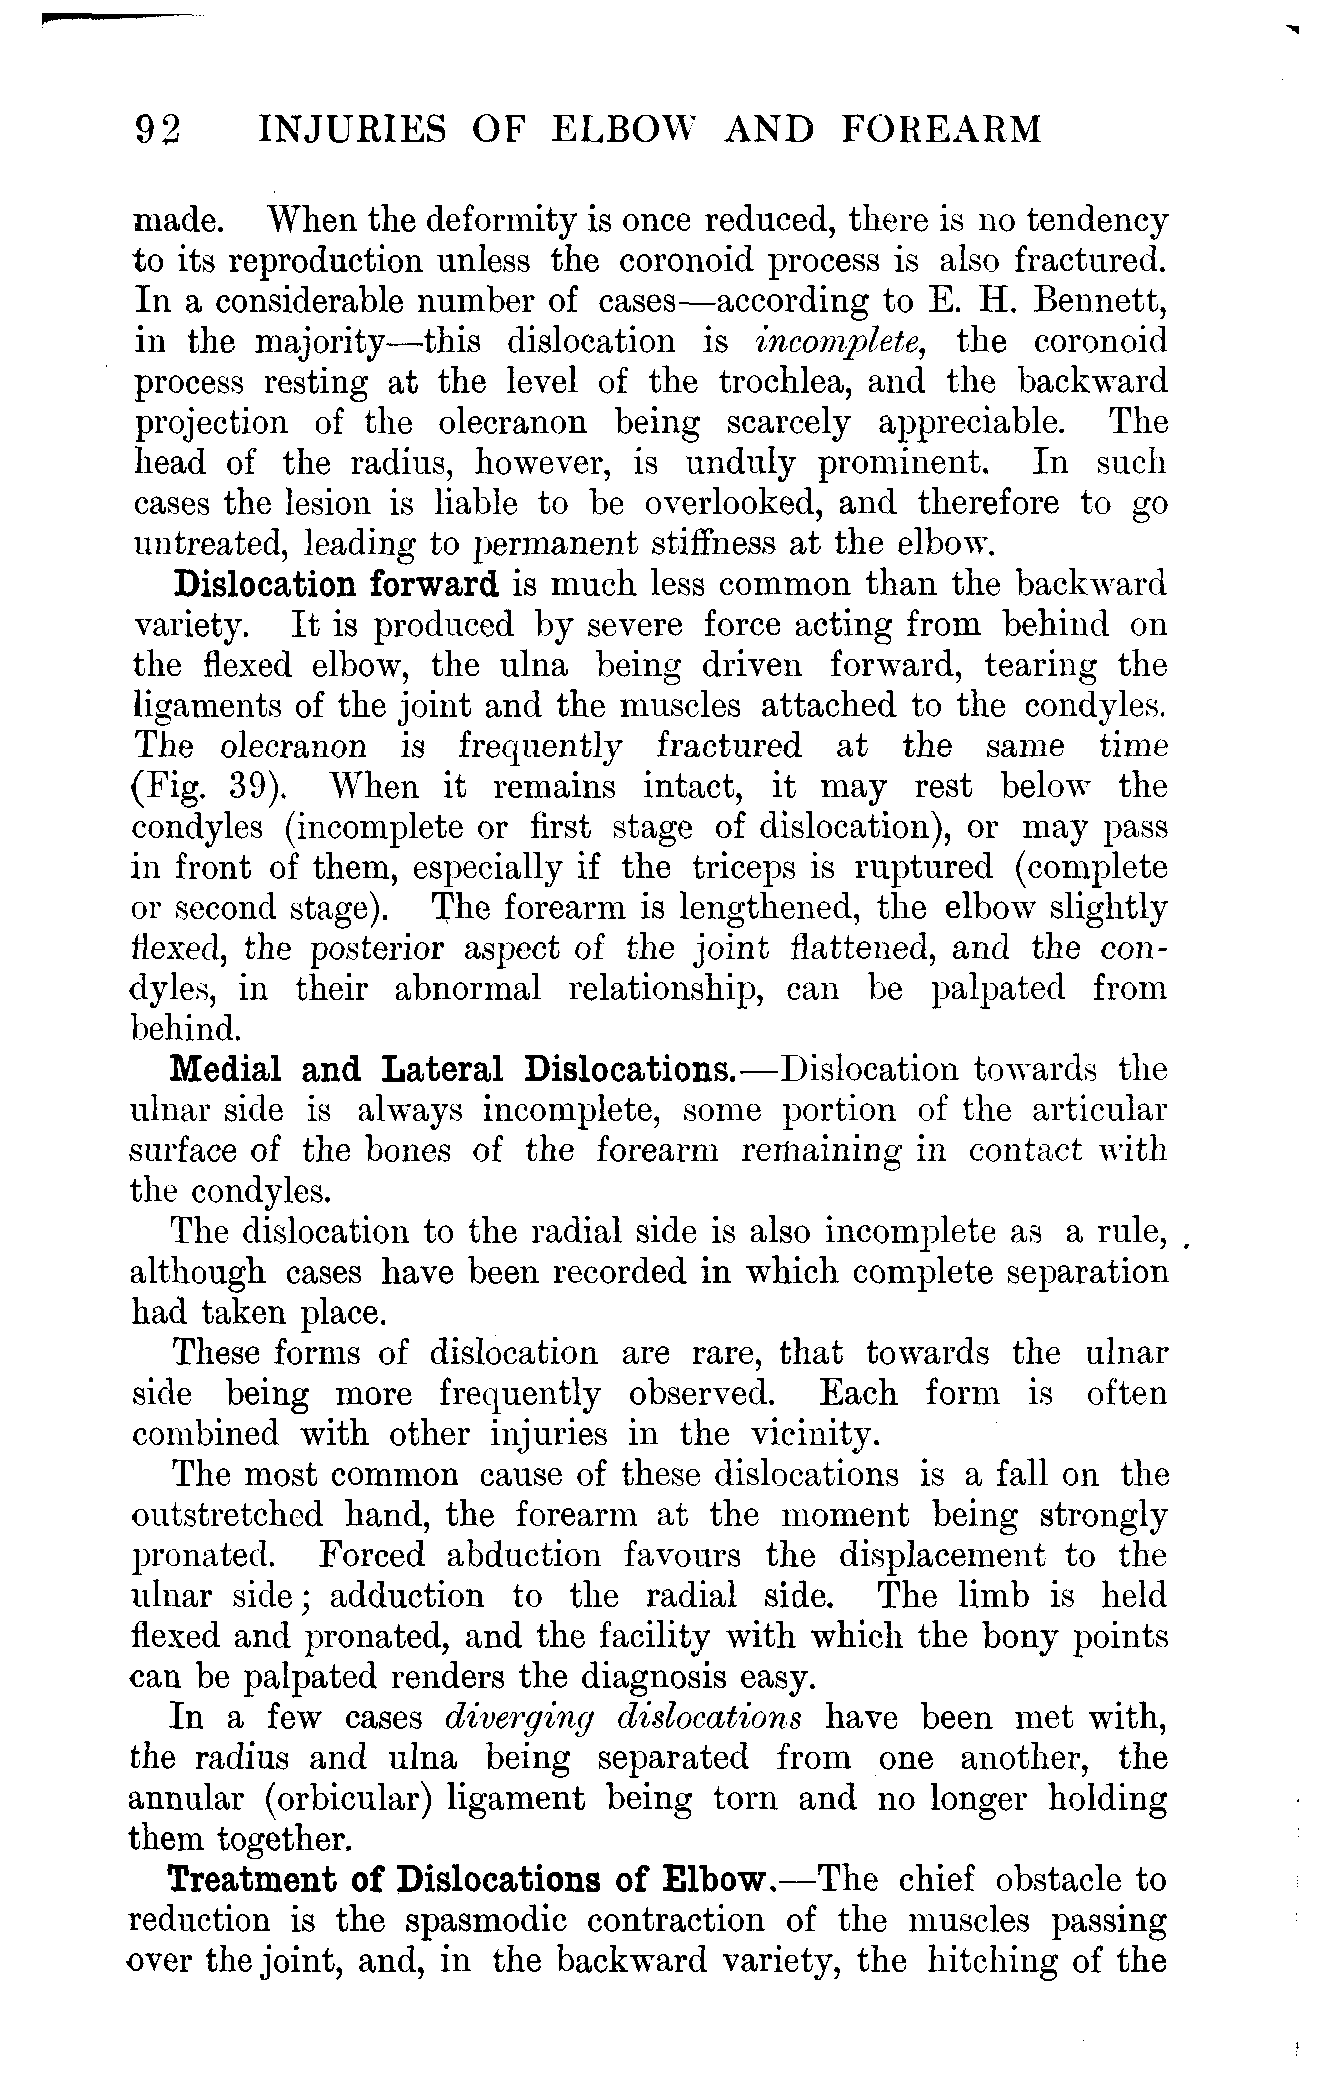 92 INJURIES OF ELBOW AND FOREARM
made. When the deformity is once reduced, there is no tendency
to its reproduction unless the coronoid process is also fractured.
In a considerable number of cases—according to E. H. Bennett,
in the majority—this dislocation is incomplete, the coronoid
process resting at the level of the trochlea, and the backward
projection of the olecranon being scarcely appreciable. The
head of the radius, however, is unduly prominent. In such
cases the lesion is liable to be overlooked, and therefore to go
untreated, leading to permanent stiffness at the elbow.
Dislocation forward is much less common than the backward
variety. It is produced by severe force acting from behind on
the flexed elbow, the ulna being driven forward, tearing the
ligaments of the joint and the muscles attached to the condyles.
The olecranon is frequently fractured at the same time
(Fig. 39). When it remains intact, it may rest below the
condyles (incomplete or first stage of dislocation), or may pass
in front of them, especially if the triceps is ruptured (complete
or second stage). The forearm is lengthened, the elbow slightly
flexed, the posterior aspect of the joint flattened, and the con-
dyles, in their abnormal relationship, can be palpated from
behind.
Medial and Lateral Dislocations.—Dislocation towards the
ulnar side is always incomplete, some portion of the articular
surface of the bones of the forearm remaining in contact with
the condyles.
The dislocation to the radial side is also incomplete as a rule,
although cases have been recorded in which complete separation
had taken place.
These forms of dislocation are rare, that towards the ulnar
side being more frequently observed. Each form is often
combined with other injuries in the vicinity.
The most common cause of these dislocations is a fall on the
outstretched hand, the forearm at the moment being strongly
pronated. Forced abduction favours the displacement to the
ulnar side; adduction to the radial side. The limb is held
flexed and pronated, and the facility with which the bony points
can be palpated renders the diagnosis easy.
In a few cases diverging dislocations have been met with,
the radius and ulna being separated from one another, the
annular (orbicular) ligament being torn and no longer holding
them together.
Treatment of Dislocations of Elbow.—The chief obstacle to
reduction is the spasmodic contraction of the muscles passing
over the joint, and, in the backward variety, the hitching of the